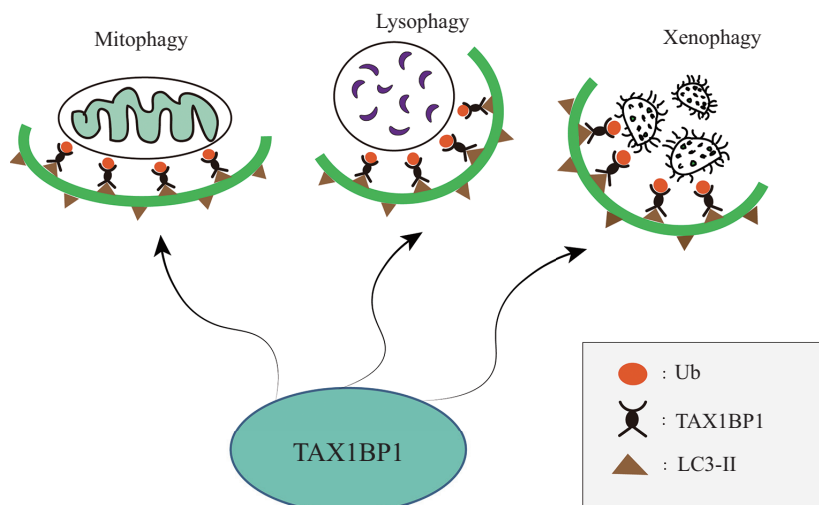 Mitophagy
Lysophagy
Xenophagy
TAX1BP1
: Ub
: TAX1BP1
: LC3-II